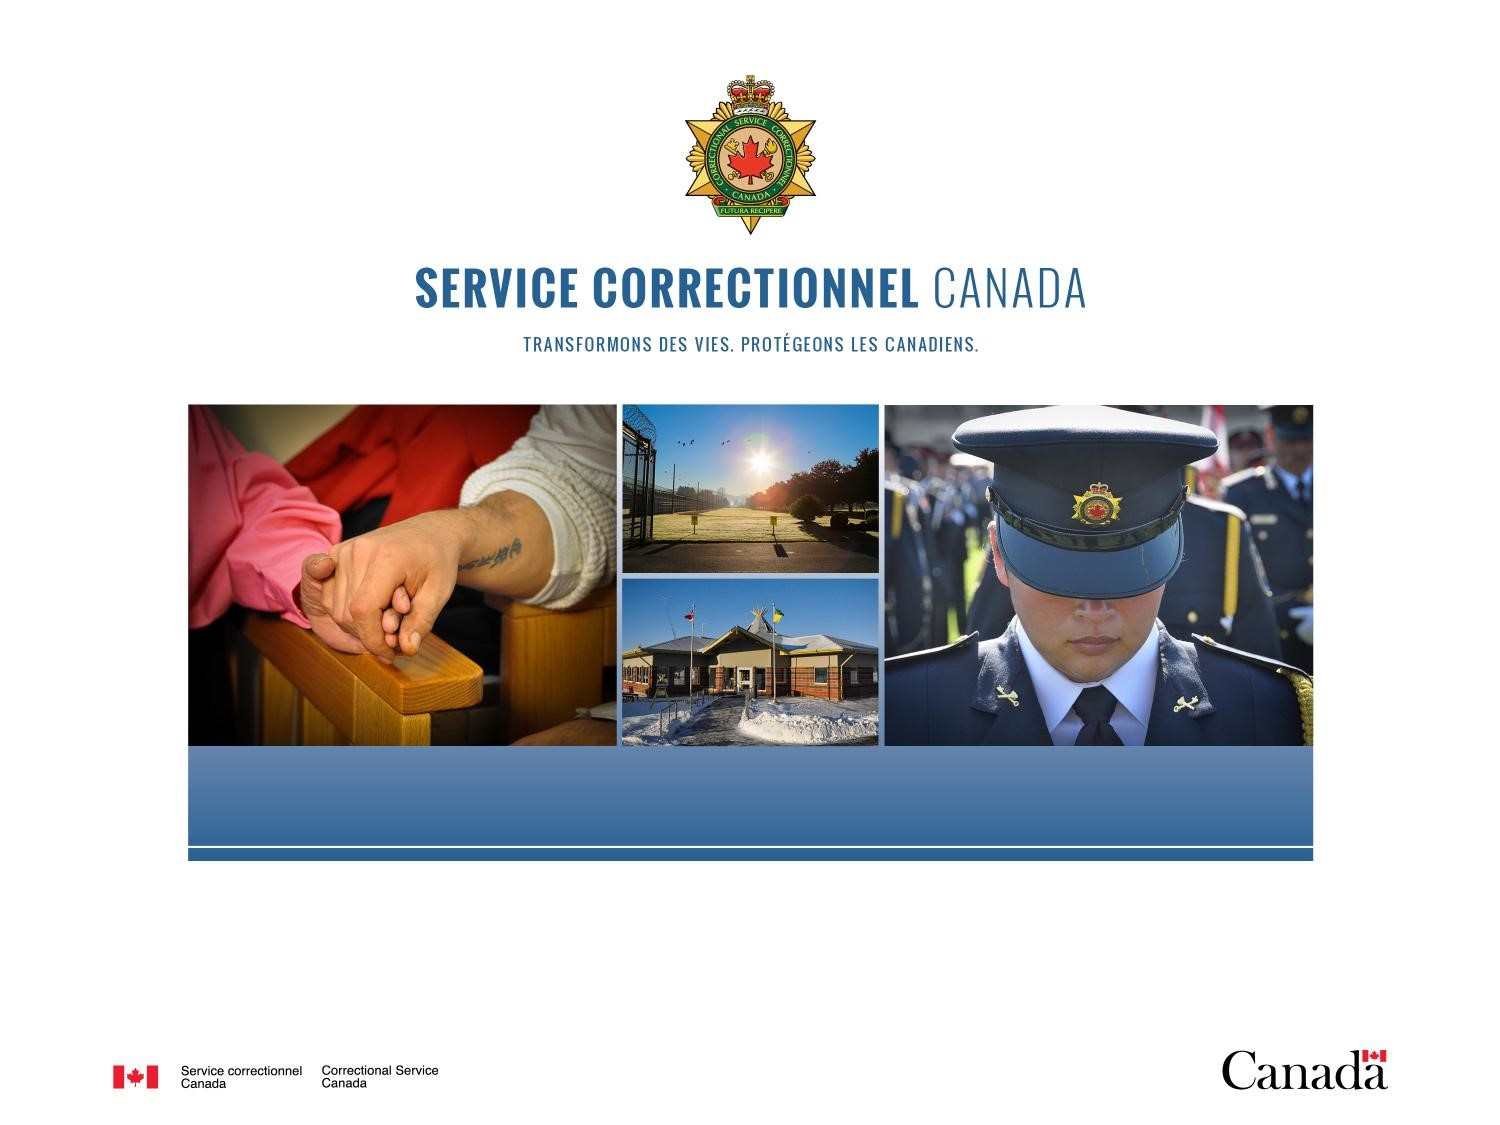 CORRECTIONAL SERVICE CORRECTIONNEL
CANADA
FUTURA RECIPERE
SERVICE CORRECTIONNEL CANADA
TRANSFORMONS DES VIES. PROTÉGEONS LES CANADIENS.
Service correctionnel
Canada
Correctional Service
Canada
Canada